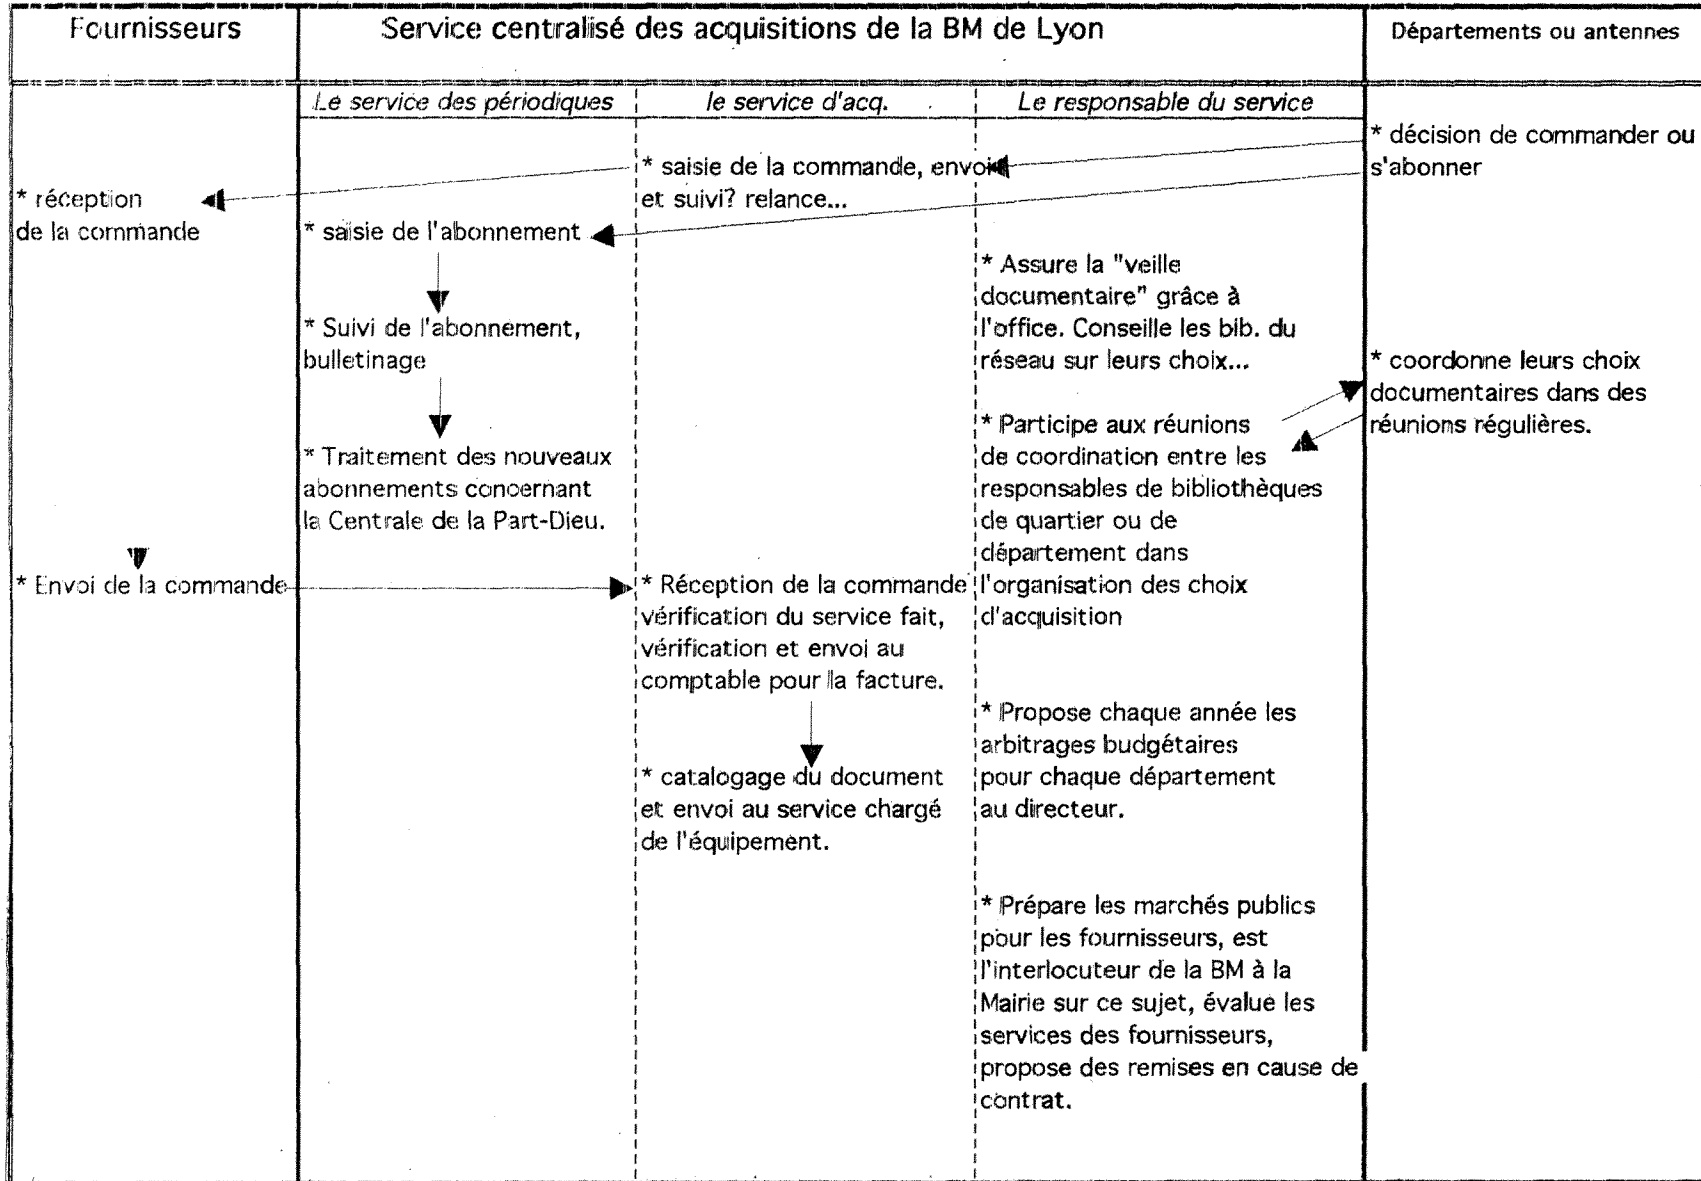 Fournisseurs
Service centralisé des acquisitions de la BM de Lyon
Départements ou antennes
Le service des périodiques
le service d'acq.
Le responsable du service
* réception
de la commande
* Envoi de la commande
* saisie de l'abonnement
* Suivi de l'abonnement,
bulletinage
* Traitement des nouveaux
abonnements concernant
la Centrale de la Part-Dieu.
* saisie de la commande, envoi
et suivi? relance...
* Réception de la commande
vérification du service fait,
vérification et envoi au
comptable pour la facture.
* catalogage du document
et envoi au service chargé
de l'équipement.
* Assure la "veille
documentaire" grâce à
l'office. Conseille les bib. du
réseau sur leurs choix...
* Participe aux réunions
de coordination entre les
responsables de bibliothèques
de quartier ou de
département dans
l'organisation des choix
d'acquisition
* Propose chaque année les
arbitrages budgétaires
pour chaque département
au directeur.
* Prépare les marchés publics
pour les fournisseurs, est
l'interlocuteur de la BM à la
Mairie sur ce sujet, évalue les
services des fournisseurs,
propose des remises en cause de
contrat.
* décision de commander ou
s'abonner
* coordonne leurs choix
documentaires dans des
réunions régulières.